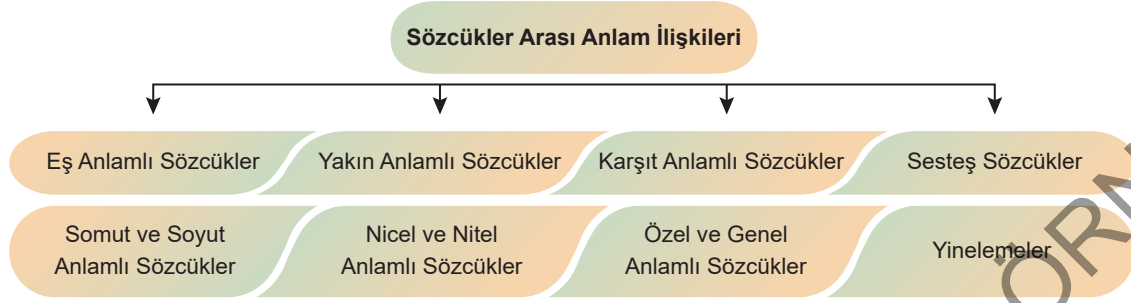 Sözcükler Arası Anlam İlişkileri
Eş Anlamlı Sözcükler
Yakın Anlamlı Sözcükler
Karşıt Anlamlı Sözcükler
Sesteş Sözcükler
Somut ve Soyut
Anlamlı Sözcükler
Nicel ve Nitel
Anlamlı Sözcükler
Özel ve Genel
Anlamlı Sözcükler
Yinelemeler